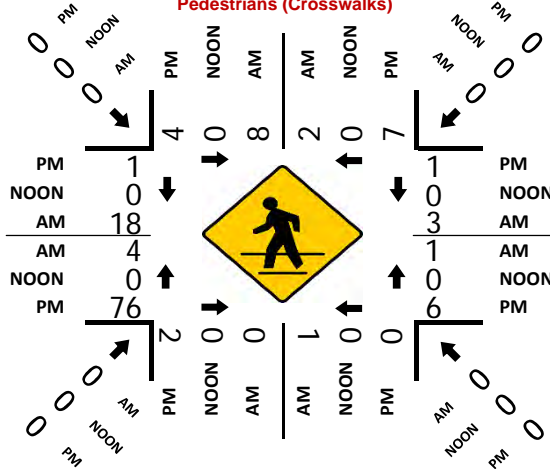 Pedestrians (Crosswalks)
PM NOON AM
0 0 0
PM NOON AM
AM NOON PM
PM NOON AM
0 0 0
4 0 8
2 0 7
PM 1
NOON 0
AM 18
AM 4
NOON 0
PM 76
1 PM
0 NOON
3 AM
1 AM
0 NOON
6 PM
2 0 0
1 0 0
PM NOON AM
AM NOON PM
0 0 0
AM NOON PM
0 0 0
AM NOON PM